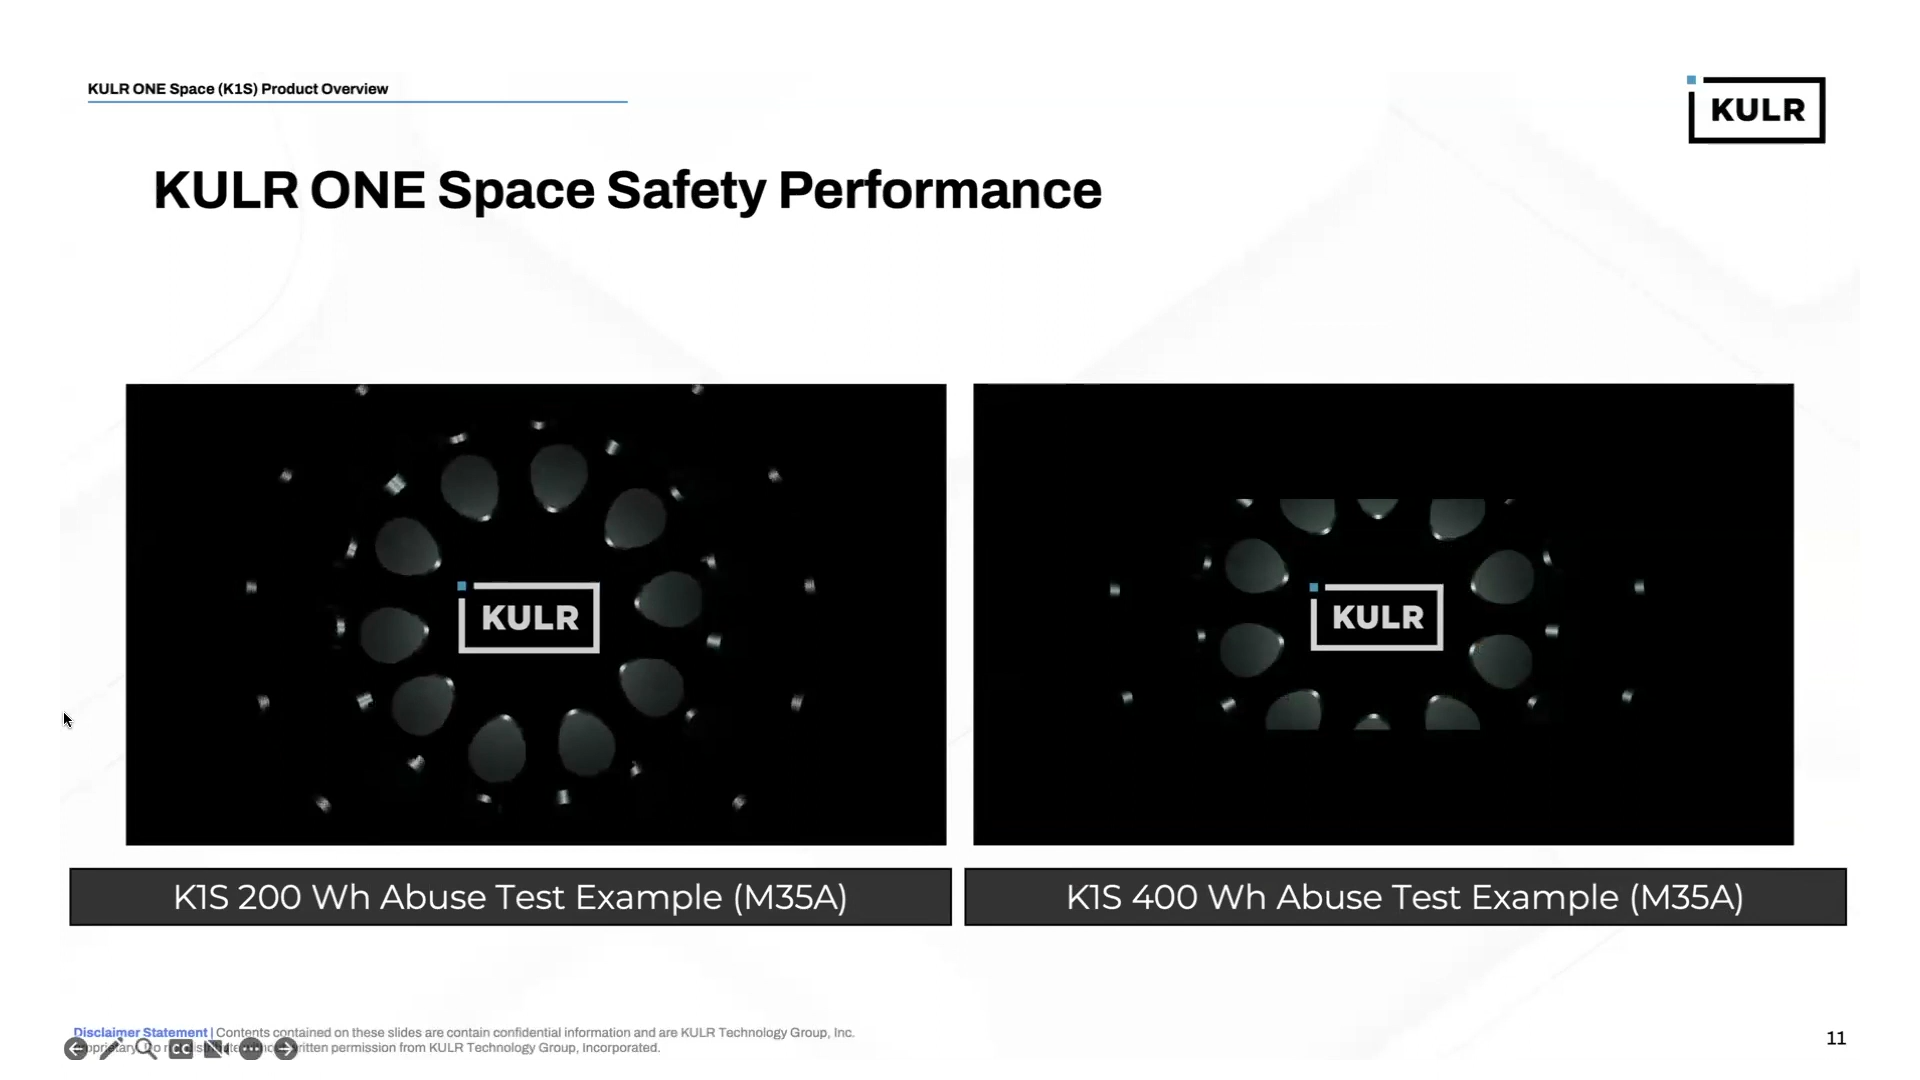 KULR ONE Space (K1S) Product Overview
KULR
KULR ONE Space Safety Performance
KULR
KULR
K1S 200 Wh Abuse Test Example (M35A)
K1S 400 Wh Abuse Test Example (M35A)
Disclaimer Statement | Contents contained on these slides are contain confidential information and are KULR Technology Group, Inc.
written permission from KULR Technology Group, Incorporated.
CC
11